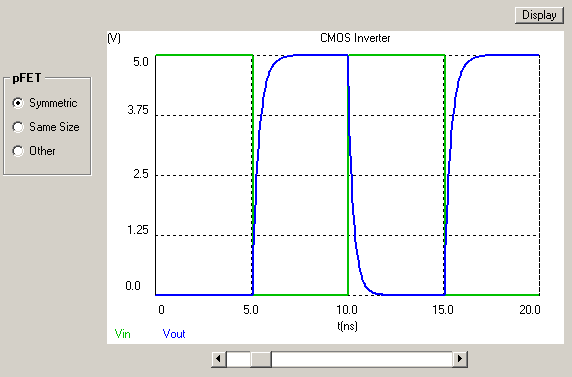 Display
(V) CMOS Inverter
pFET
Symmetric
Same Size
Other
5.0
3.75
2.5
1.25
0.0
0 5.0 10.0 15.0 20.0
t(ns)
Vin Vout